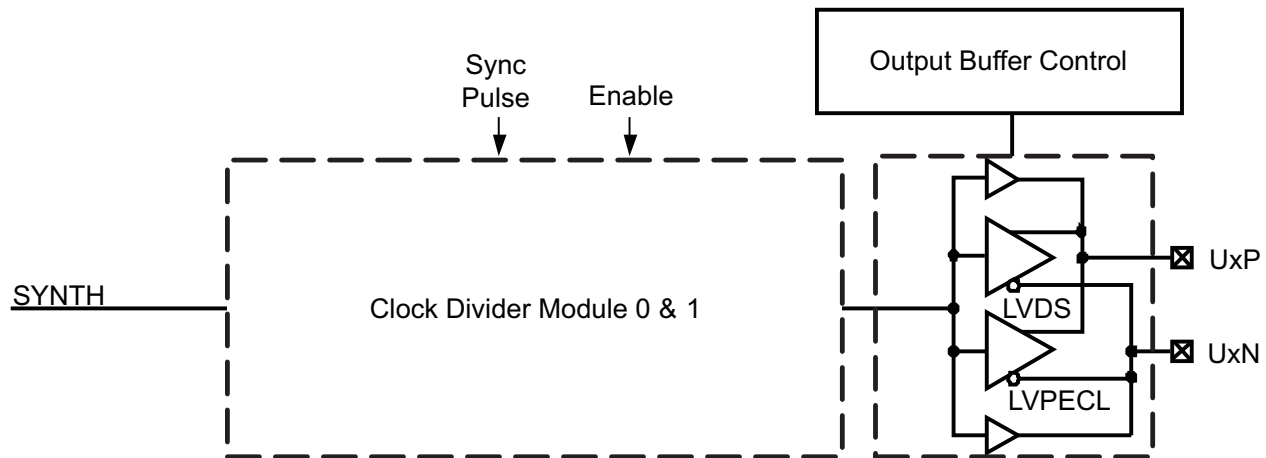 Output Buffer Control
Sync
Pulse
Enable
SYNTH
Clock Divider Module 0 & 1
LVDS
LVPECL
UxP
UxN